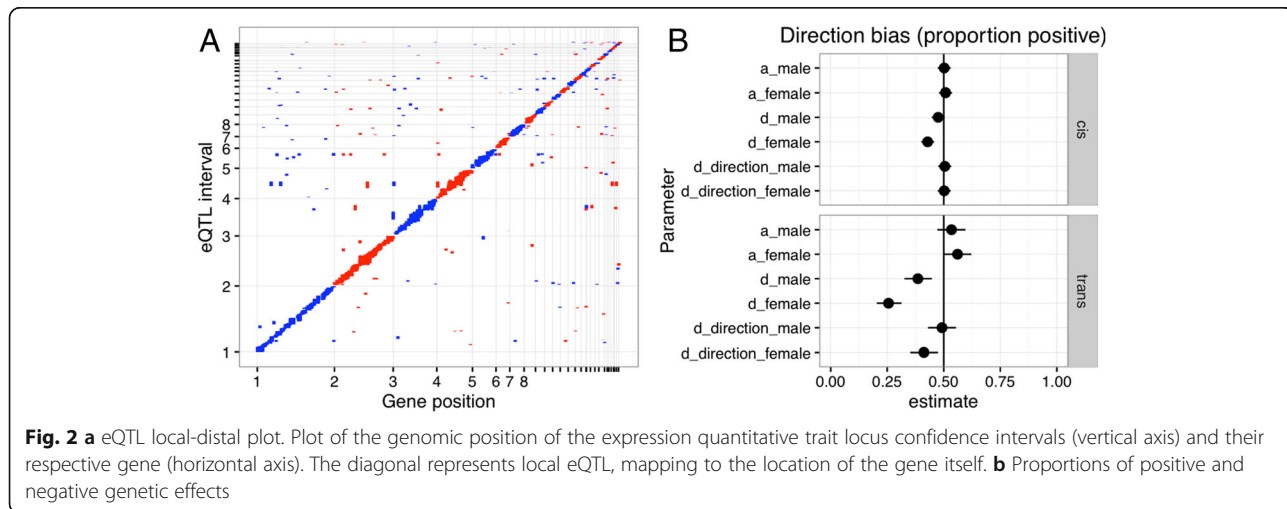 A
eQTL interval
8
7
6
5
4
3
2
1
1 2 3 4 5 6 7 8
Gene position
B
Direction bias (proportion positive)
Parameter
a_male
a_female
d_male
d_female
d_direction_male
d_direction_female
cis
a_male
a_female
d_male
d_female
d_direction_male
d_direction_female
trans
0.00 0.25 0.50 0.75 1.00
estimate
Fig. 2 a eQTL local-distal plot. Plot of the genomic position of the expression quantitative trait locus confidence intervals (vertical axis) and their
respective gene (horizontal axis). The diagonal represents local eQTL, mapping to the location of the gene itself. b Proportions of positive and
negative genetic effects